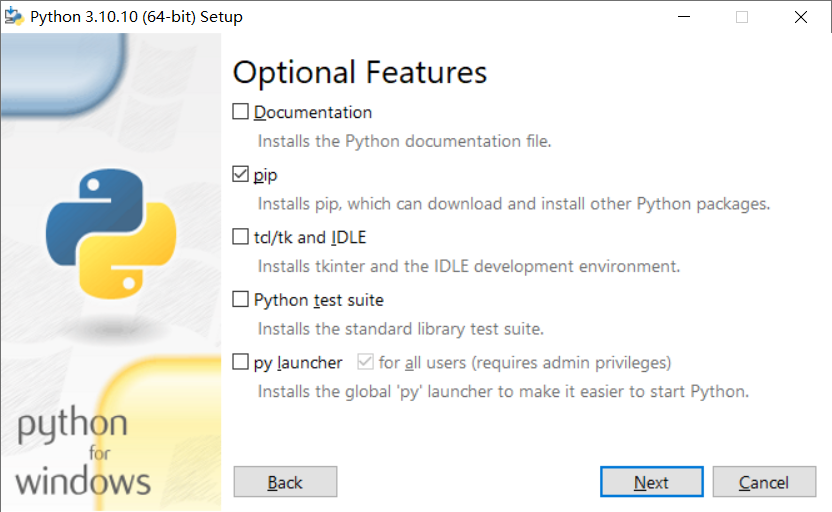 Python 3.10.10 (64-bit) Setup
Optional Features
Documentation
Installs the Python documentation file.
pip
Installs pip, which can download and install other Python packages.
tcl/tk and IDLE
Installs tkinter and the IDLE development environment.
Python test suite
Installs the standard library test suite.
py launcher for all users (requires admin privileges)
Installs the global 'py' launcher to make it easier to start Python.
python
for
windows
Back Next Cancel